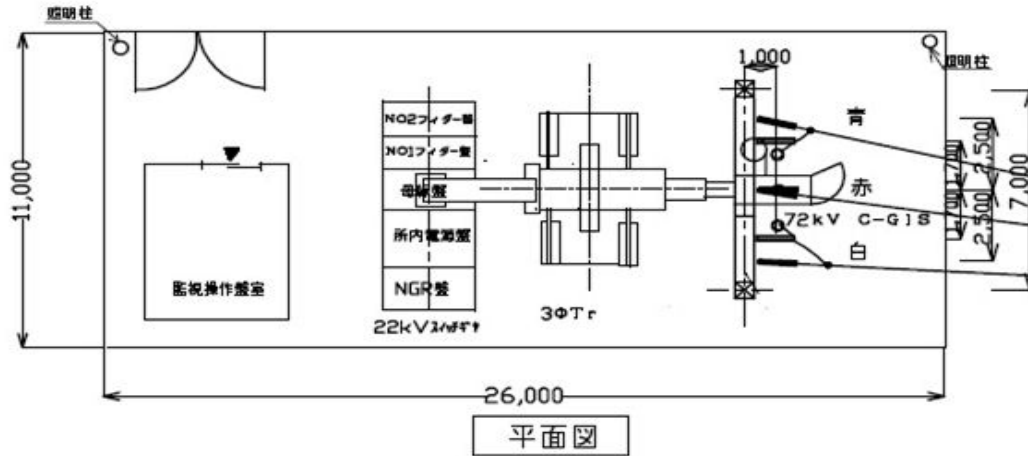 照明柱
照明柱
1,000
11,000
NO2フィダー盤
NO1フィダー盤
母線盤
所内電源盤
NGR盤
22kVスイッチギヤ
監視操作盤室
3ΦTr
青
赤
72kV C-GIS
白
2,500
2,500
7,000
26,000
平面図